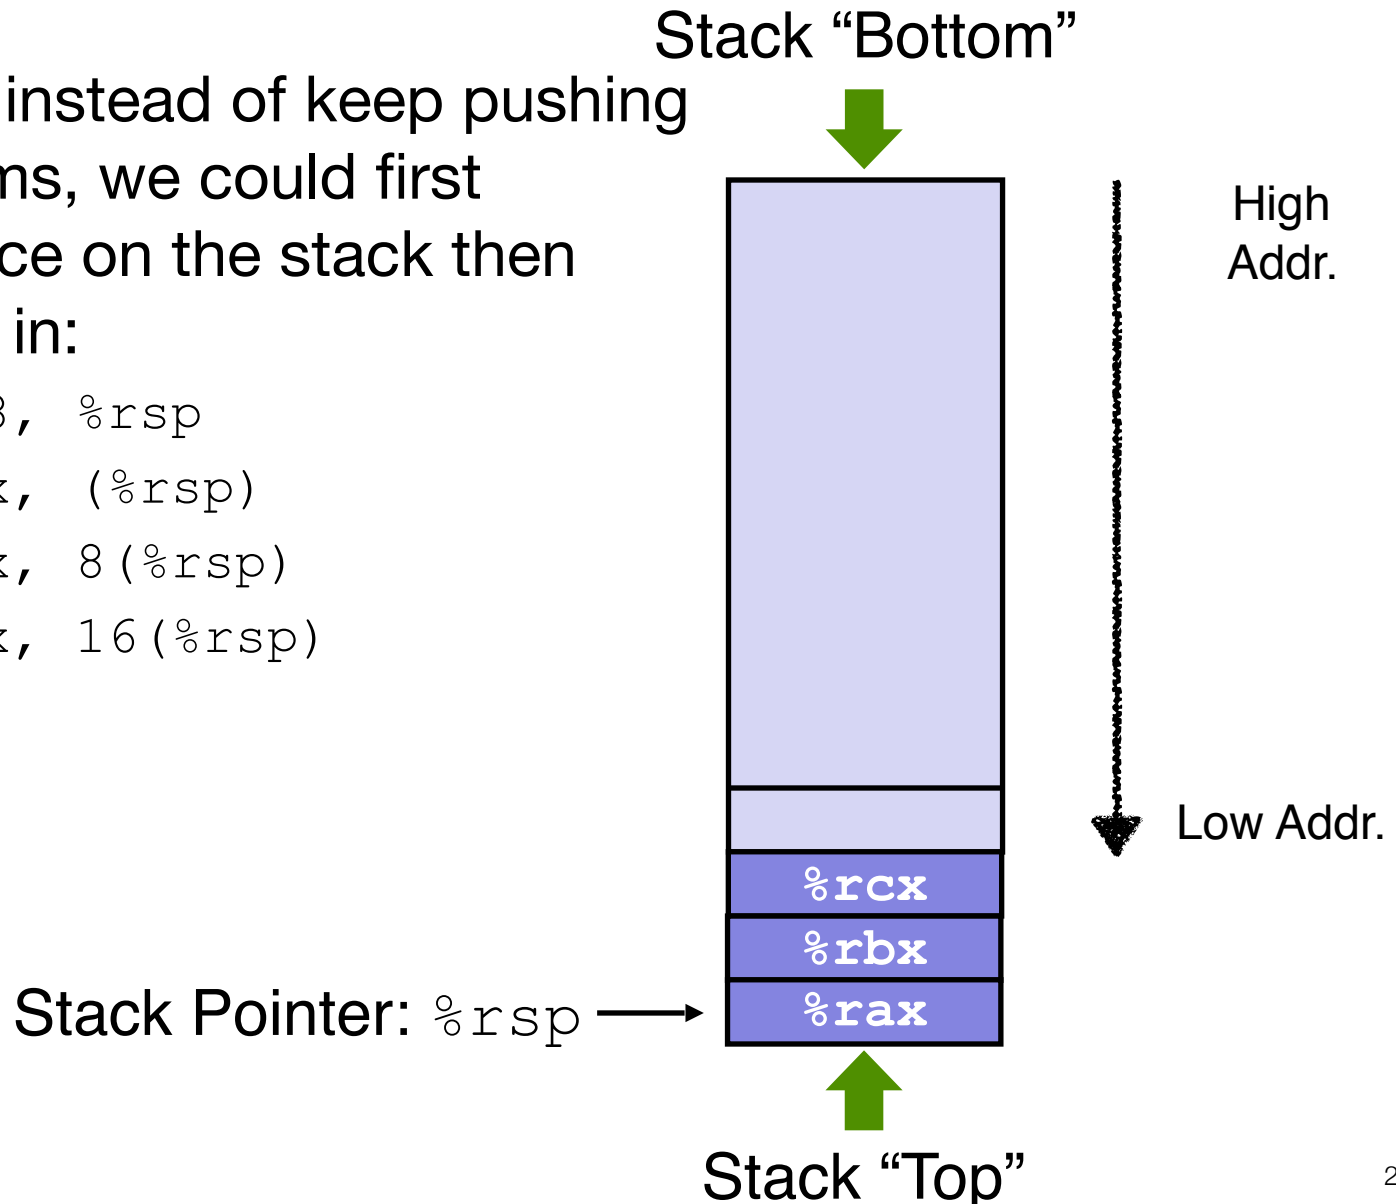 Stack “Bottom”
instead of keep pushing
ms, we could first
ce on the stack then
in:
, %rsp
x, (%rsp)
x, 8(%rsp)
x, 16(%rsp)
High
Addr.
Low Addr.
%rcx
%rbx
Stack Pointer: %rsp
%rax
Stack “Top”
2